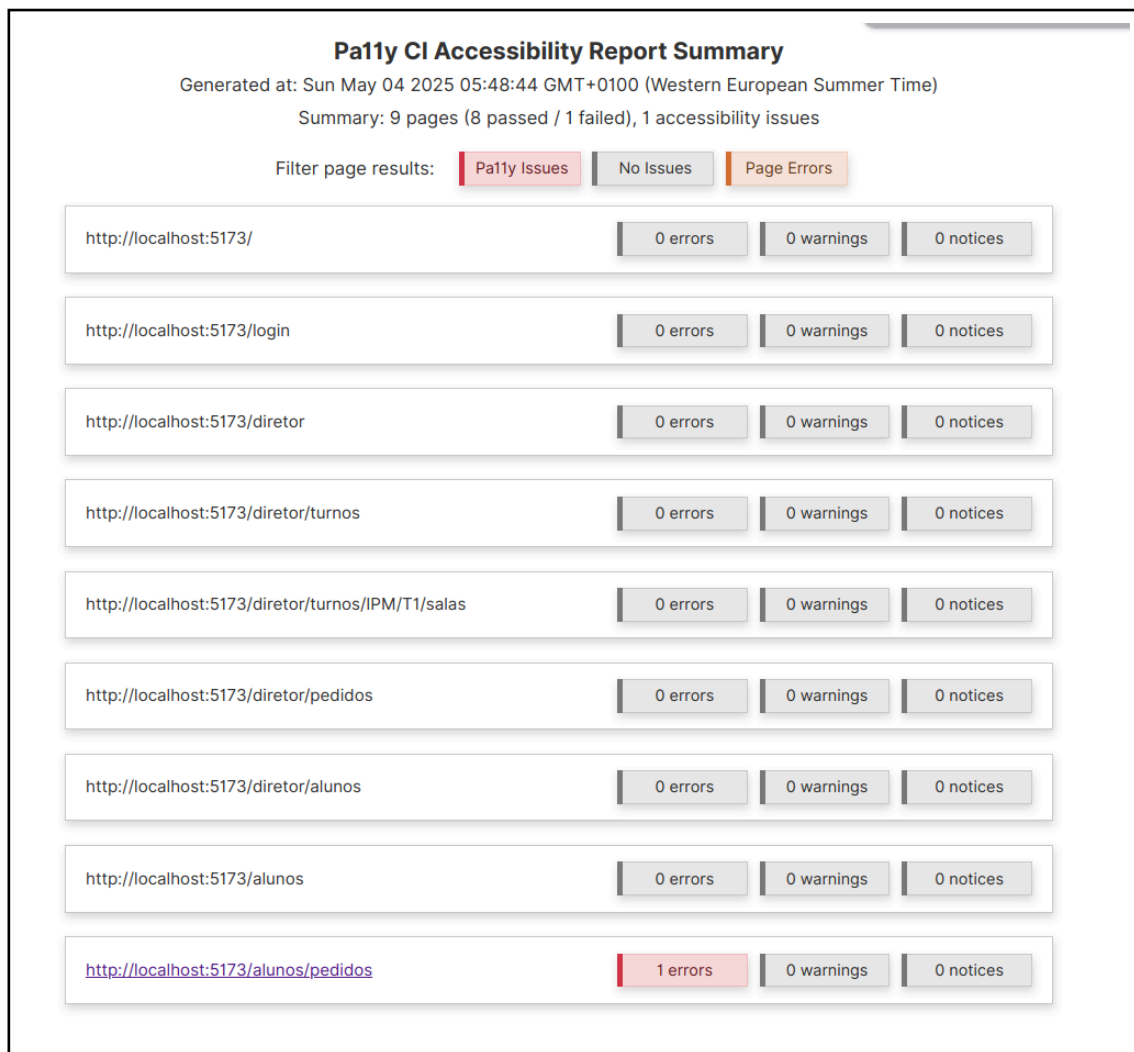 Pa11y CI Accessibility Report Summary
Generated at: Sun May 04 2025 05:48:44 GMT+0100 (Western European Summer Time)
Summary: 9 pages (8 passed / 1 failed), 1 accessibility issues
Filter page results: Pa11y Issues No Issues Page Errors
http://localhost:5173/ 0 errors 0 warnings 0 notices
http://localhost:5173/login 0 errors 0 warnings 0 notices
http://localhost:5173/diretor 0 errors 0 warnings 0 notices
http://localhost:5173/diretor/turnos 0 errors 0 warnings 0 notices
http://localhost:5173/diretor/turnos/IPM/T1/salas 0 errors 0 warnings 0 notices
http://localhost:5173/diretor/pedidos 0 errors 0 warnings 0 notices
http://localhost:5173/diretor/alunos 0 errors 0 warnings 0 notices
http://localhost:5173/alunos 0 errors 0 warnings 0 notices
http://localhost:5173/alunos/pedidos 1 errors 0 warnings 0 notices